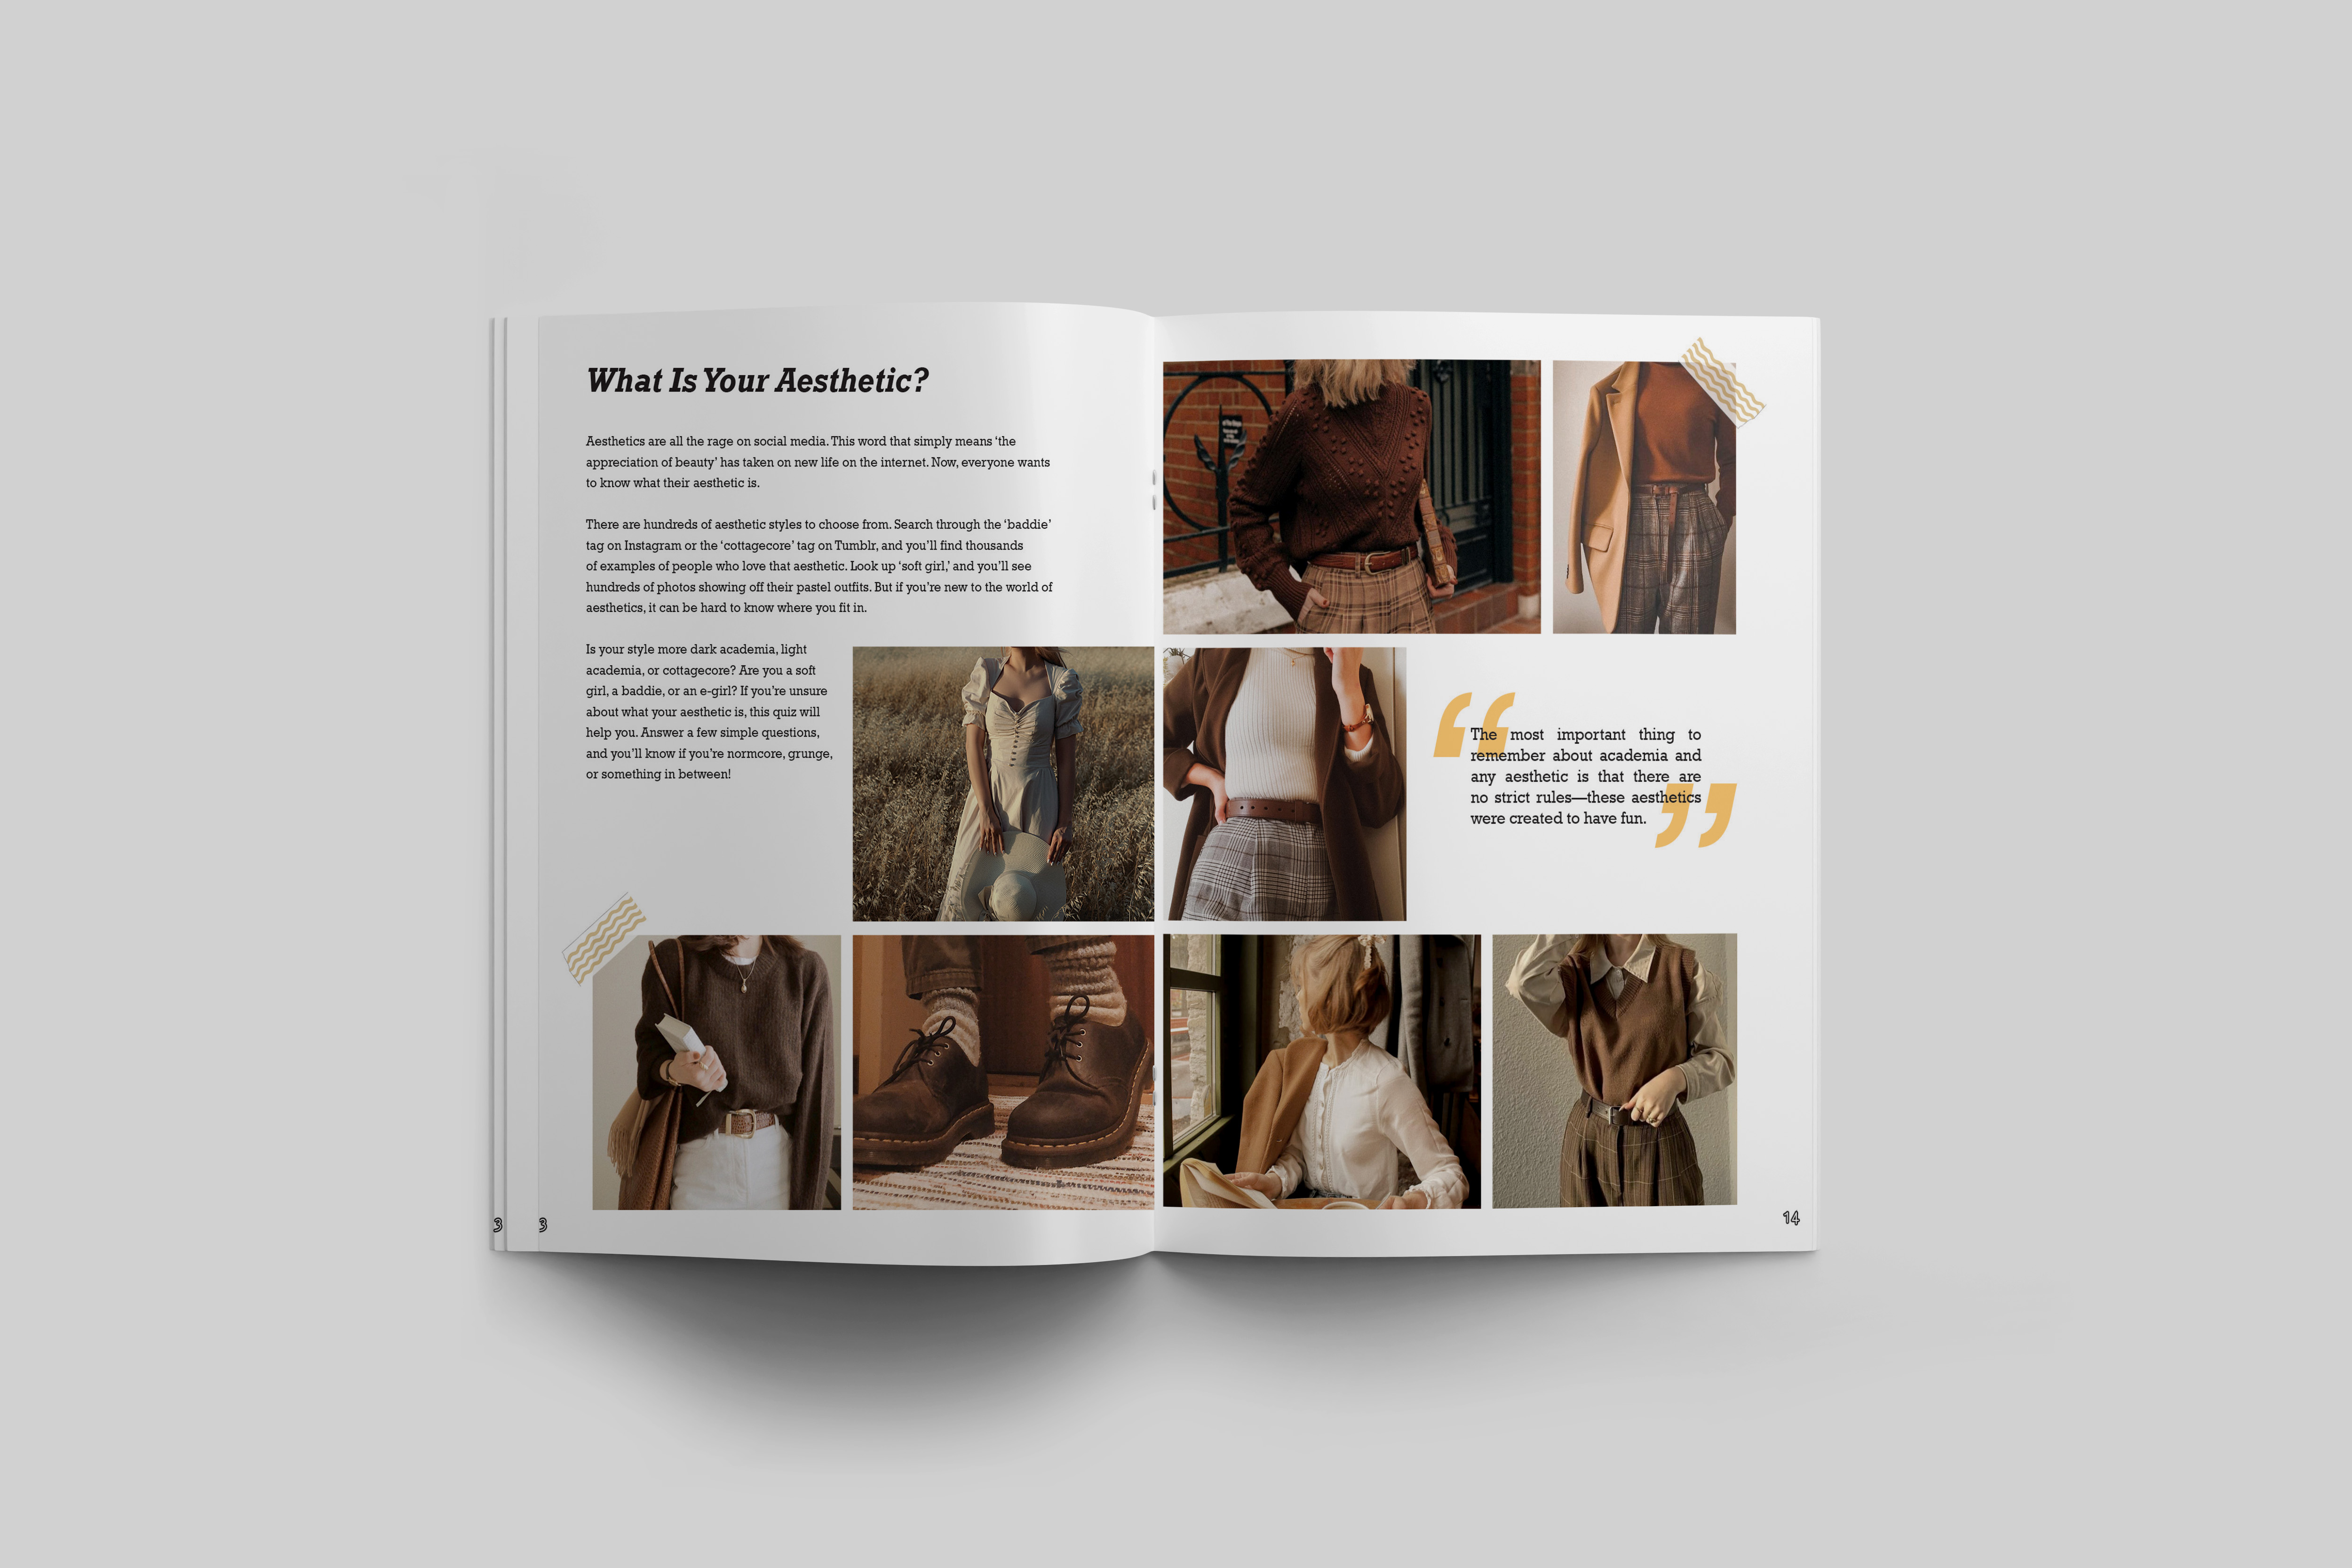 What Is Your Aesthetic?
Aesthetics are all the rage on social media. This word that simply means ‘the
appreciation of beauty’ has taken on new life on the internet. Now, everyone wants
to know what their aesthetic is.
There are hundreds of aesthetic styles to choose from. Search through the ‘baddie’
tag on Instagram or the ‘cottagecore’ tag on Tumblr, and you’ll find thousands
of examples of people who love that aesthetic. Look up ‘soft girl,’ and you’ll see
hundreds of photos showing off their pastel outfits. But if you’re new to the world of
aesthetics, it can be hard to know where you fit in.
Is your style more dark academia, light
academia, or cottagecore? Are you a soft
girl, a baddie, or an e-girl? If you’re unsure
about what your aesthetic is, this quiz will
help you. Answer a few simple questions,
and you’ll know if you’re normcore, grunge,
or something in between!
3
3
“
The most important thing to
remember about academia and
any aesthetic is that there are
no strict rules—these aesthetics
were created to have fun.
”
14